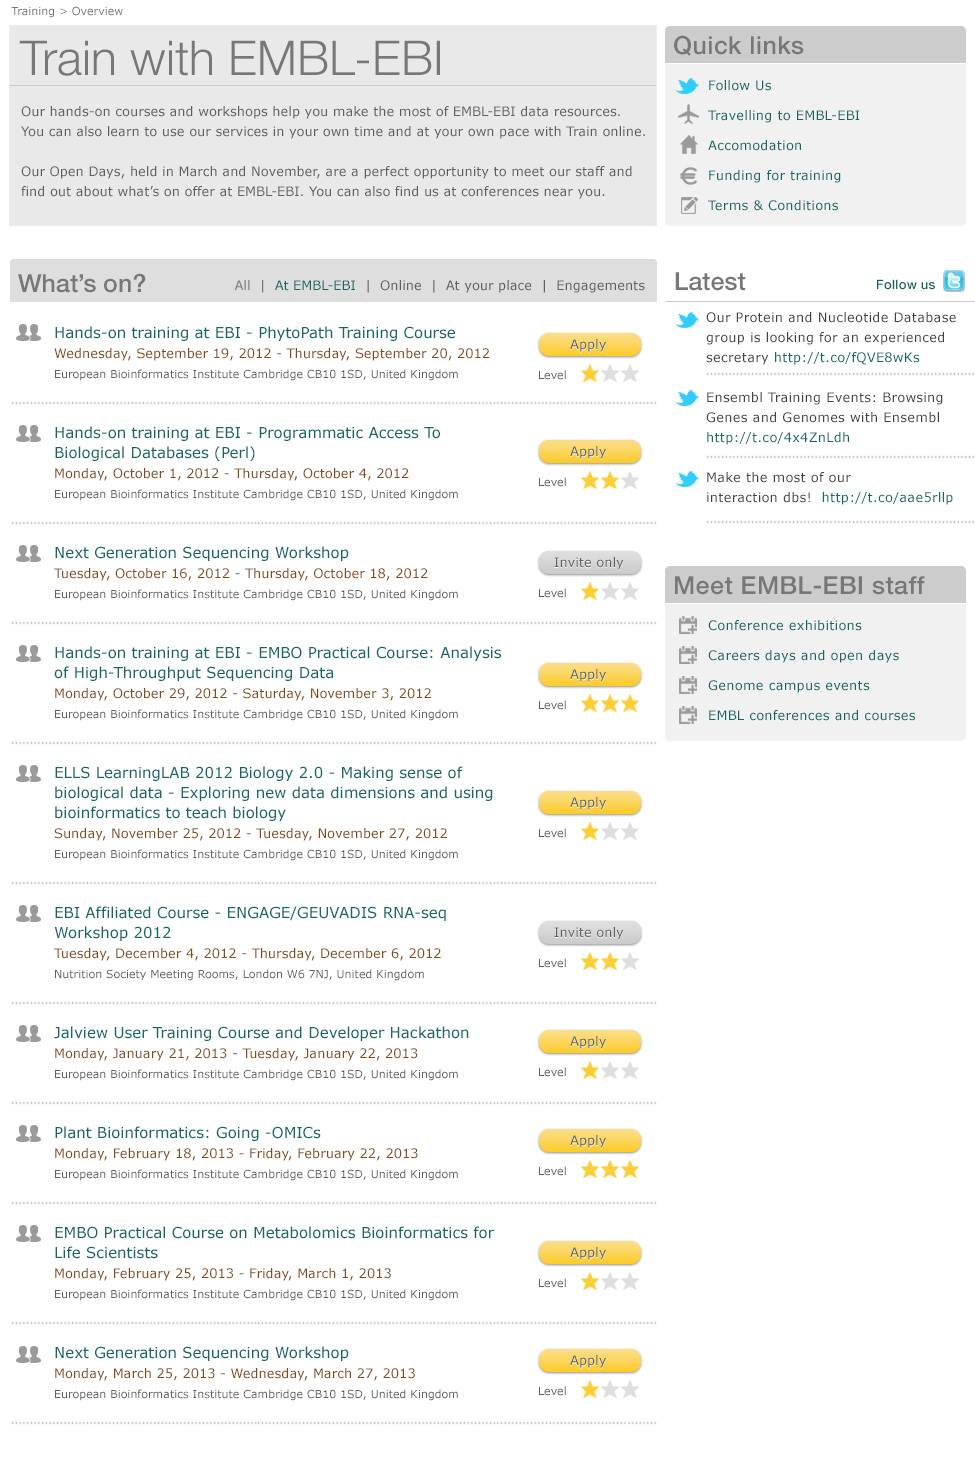 Training > Overview
Train with EMBL-EBI
Our hands-on courses and workshops help you make the most of EMBL-EBI data resources.
You can also learn to use our services in your own time and at your own pace with Train online.
Our Open Days, held in March and November, are a perfect opportunity to meet our staff and
find out about what's on offer at EMBL-EBI. You can also find us at conferences near you.
Quick links
Follow Us
Travelling to EMBL-EBI
Accomodation
Funding for training
Terms & Conditions
What's on?
All | At EMBL-EBI | Online | At your place | Engagements
Hands-on training at EBI - PhytoPath Training Course
Wednesday, September 19, 2012 - Thursday, September 20, 2012
European Bioinformatics Institute Cambridge CB10 1SD, United Kingdom
Apply
Level
Hands-on training at EBI - Programmatic Access To
Biological Databases (Perl)
Monday, October 1, 2012 - Thursday, October 4, 2012
European Bioinformatics Institute Cambridge CB10 1SD, United Kingdom
Apply
Level
Next Generation Sequencing Workshop
Tuesday, October 16, 2012 - Thursday, October 18, 2012
European Bioinformatics Institute Cambridge CB10 1SD, United Kingdom
Invite only
Level
Hands-on training at EBI - EMBO Practical Course: Analysis
of High-Throughput Sequencing Data
Monday, October 29, 2012 - Saturday, November 3, 2012
European Bioinformatics Institute Cambridge CB10 1SD, United Kingdom
Apply
Level
ELLS LearningLAB 2012 Biology 2.0 - Making sense of
biological data - Exploring new data dimensions and using
bioinformatics to teach biology
Sunday, November 25, 2012 - Tuesday, November 27, 2012
European Bioinformatics Institute Cambridge CB10 1SD, United Kingdom
Apply
Level
EBI Affiliated Course - ENGAGE/GEUVADIS RNA-seq
Workshop 2012
Tuesday, December 4, 2012 - Thursday, December 6, 2012
Nutrition Society Meeting Rooms, London W6 7NJ, United Kingdom
Invite only
Level
Jalview User Training Course and Developer Hackathon
Monday, January 21, 2013 - Tuesday, January 22, 2013
European Bioinformatics Institute Cambridge CB10 1SD, United Kingdom
Apply
Level
Plant Bioinformatics: Going -OMICs
Monday, February 18, 2013 - Friday, February 22, 2013
European Bioinformatics Institute Cambridge CB10 1SD, United Kingdom
Apply
Level
EMBO Practical Course on Metabolomics Bioinformatics for
Life Scientists
Monday, February 25, 2013 - Friday, March 1, 2013
European Bioinformatics Institute Cambridge CB10 1SD, United Kingdom
Apply
Level
Next Generation Sequencing Workshop
Monday, March 25, 2013 - Wednesday, March 27, 2013
European Bioinformatics Institute Cambridge CB10 1SD, United Kingdom
Apply
Level
Latest
Follow us
Our Protein and Nucleotide Database
group is looking for an experienced
secretary http://t.co/fQVE8wKs
Ensembl Training Events: Browsing
Genes and Genomes with Ensembl
http://t.co/4x4ZnLdh
Make the most of our
interaction dbs! http://t.co/aae5rllp
Meet EMBL-EBI staff
Conference exhibitions
Careers days and open days
Genome campus events
EMBL conferences and courses